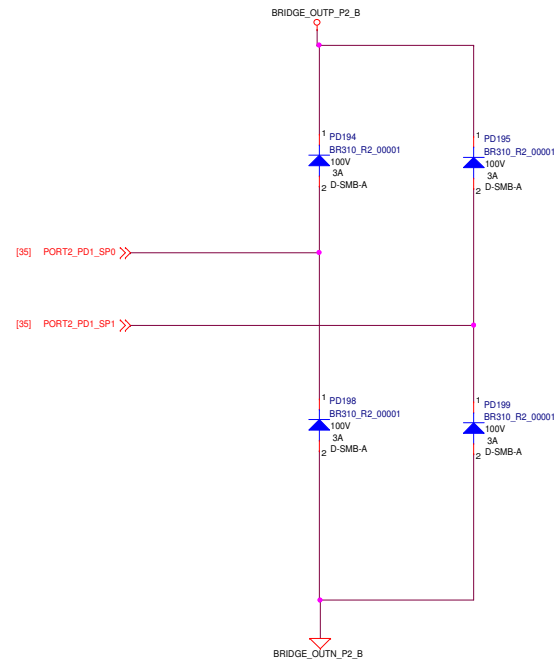 BRIDGE_OUTP_P2_B
1 PD194
BR310_R2_00001
100V
3A
2 D-SMB-A
1 PD195
BR310_R2_00001
100V
3A
2 D-SMB-A
[35] PORT2_PD1_SP0
[35] PORT2_PD1_SP1
1 PD198
BR310_R2_00001
100V
3A
2 D-SMB-A
1 PD199
BR310_R2_00001
100V
3A
2 D-SMB-A
BRIDGE_OUTN_P2_B